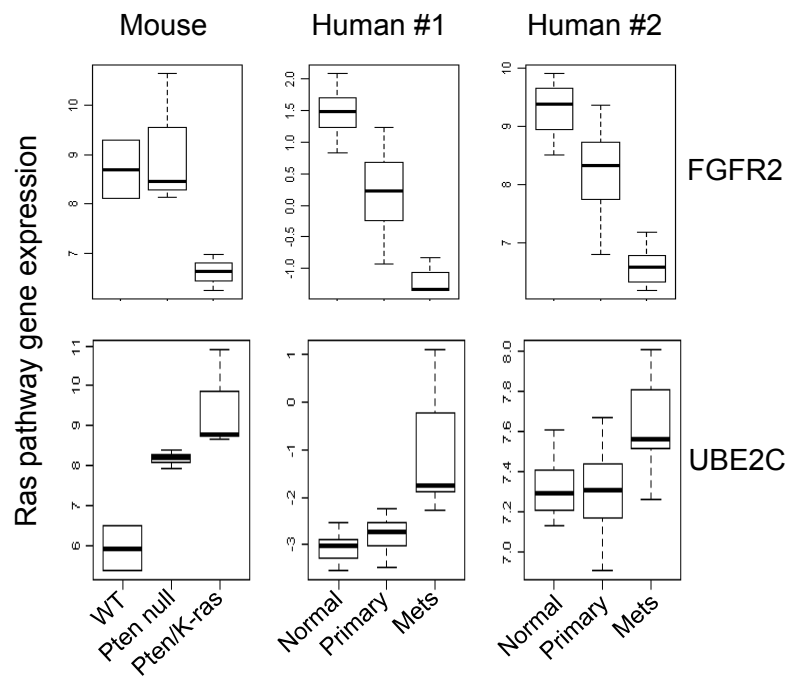 Mouse
Human #1
Human #2
Ras pathway gene expression
10
9
8
7
2.0
1.5
1.0
0.5
0.0
-0.5
-1.0
10
9
8
7
FGFR2
11
10
9
8
7
6
1
0
-1
-2
-3
8.0
7.8
7.6
7.4
7.2
7.0
UBE2C
WT
Pten null
Pten/K-ras
Normal
Primary
Mets
Normal
Primary
Mets